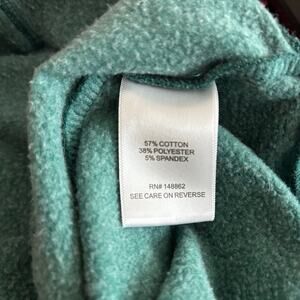 57% COTTON
38% POLYESTER
5% SPANDEX
RN# 148862
SEE CARE ON REVERSE